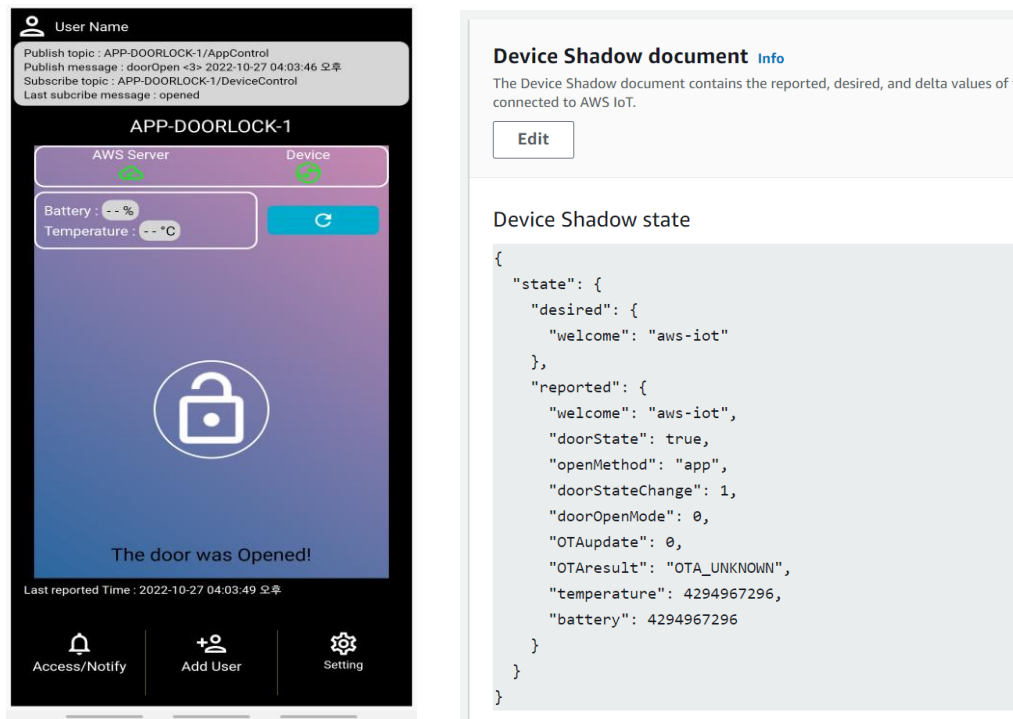 User Name
Publish topic : APP-DOORLOCK-1/AppControl
Publish message : doorOpen <3> 2022-10-27 04:03:46 오후
Subscribe topic : APP-DOORLOCK-1/DeviceControl
Last subcribe message : opened
APP-DOORLOCK-1
AWS Server
Device
Battery : --%
Temperature : --°C
The door was Opened!
Last reported Time : 2022-10-27 04:03:49 오후
Access/Notify
Add User
Setting
Device Shadow document Info
The Device Shadow document contains the reported, desired, and delta values of
connected to AWS IoT.
Edit
Device Shadow state
{
"state": {
"desired": {
"welcome": "aws-iot"
},
"reported": {
"welcome": "aws-iot",
"doorState": true,
"openMethod": "app",
"doorStateChange": 1,
"doorOpenMode": 0,
"OTAupdate": 0,
"OTAresult": "OTA_UNKNOWN",
"temperature": 4294967296,
"battery": 4294967296
}
}
}